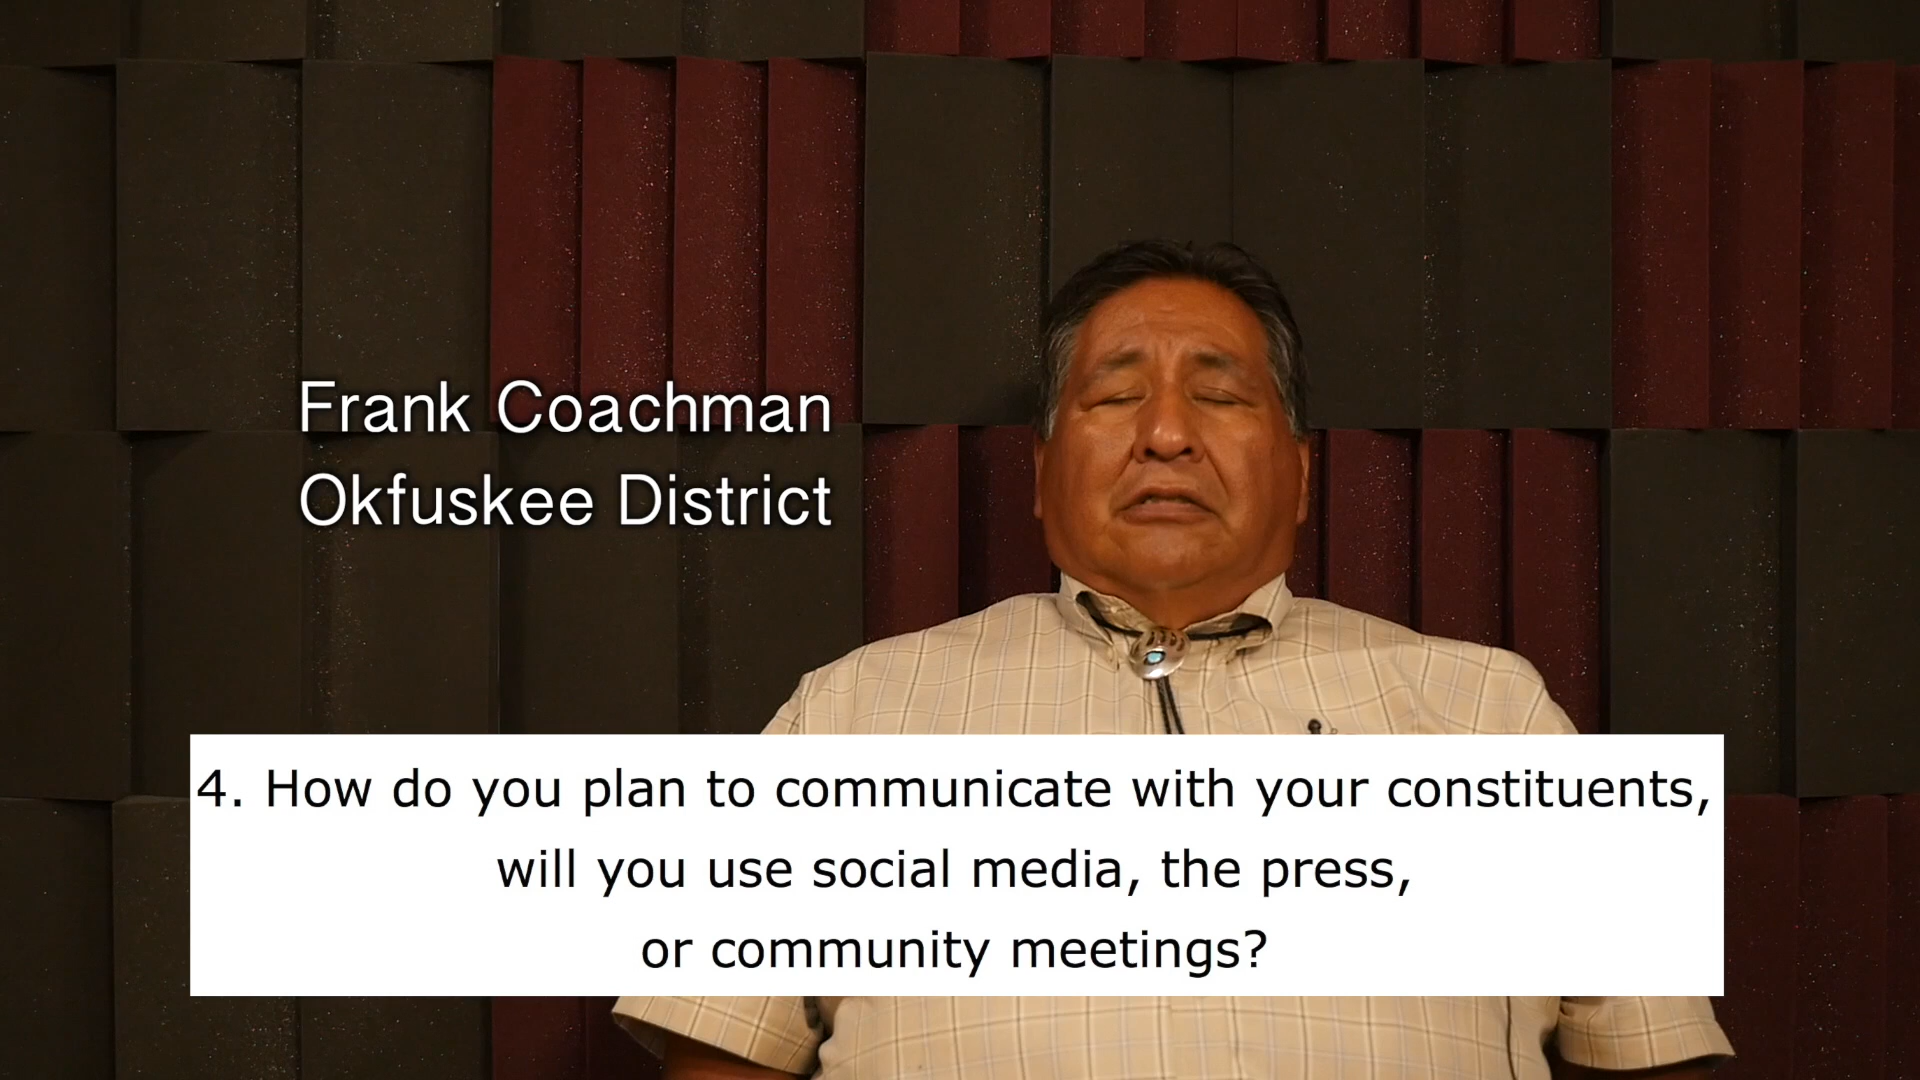 Frank Coachman
Okfuskee District
4. How do you plan to communicate with your constituents,
will you use social media, the press,
or community meetings?